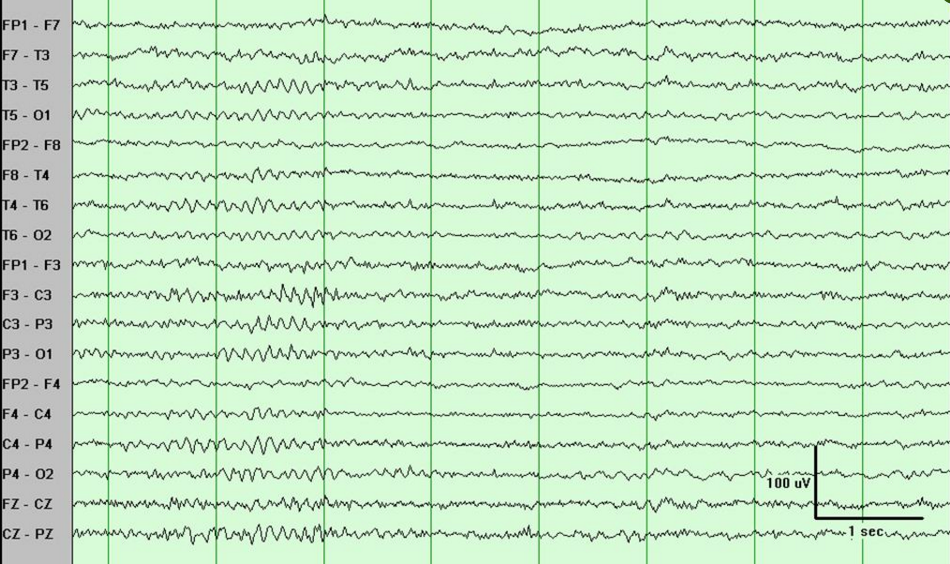 FP1 - F7
F7 - T3
T3 - T5
T5 - O1
FP2 - F8
F8 - T4
T4 - T6
T6 - O2
FP1 - F3
F3 - C3
C3 - P3
P3 - O1
FP2 - F4
F4 - C4
C4 - P4
P4 - O2
100 uV
FZ - CZ
CZ - PZ
1 sec